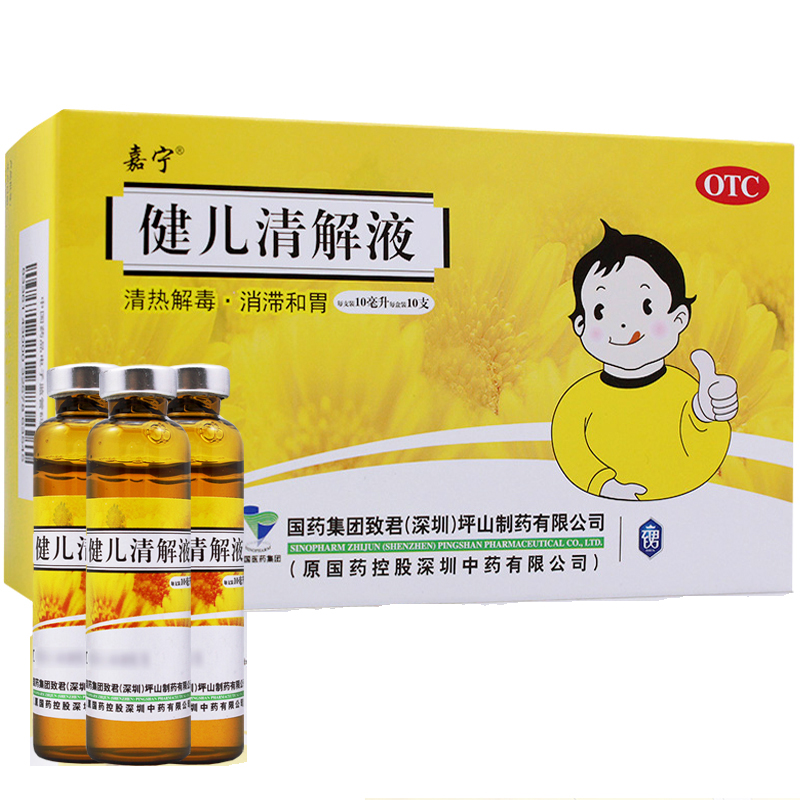 嘉宁®
OTC
健儿清解液
清热解毒·消滞和胃
每支装10毫升每盒装10支
国药集团致君(深圳)坪山制药有限公司
SINOPHARM ZHIJUN (SHENZHEN) PINGSHAN PHARMACEUTICAL CO., LTD.
(原国药控股深圳中药有限公司)
国医药集团
健儿清
健儿清解液
清解液
国药集团致君(深圳)坪山制药有限公司
原国药控股深圳中药有限公司